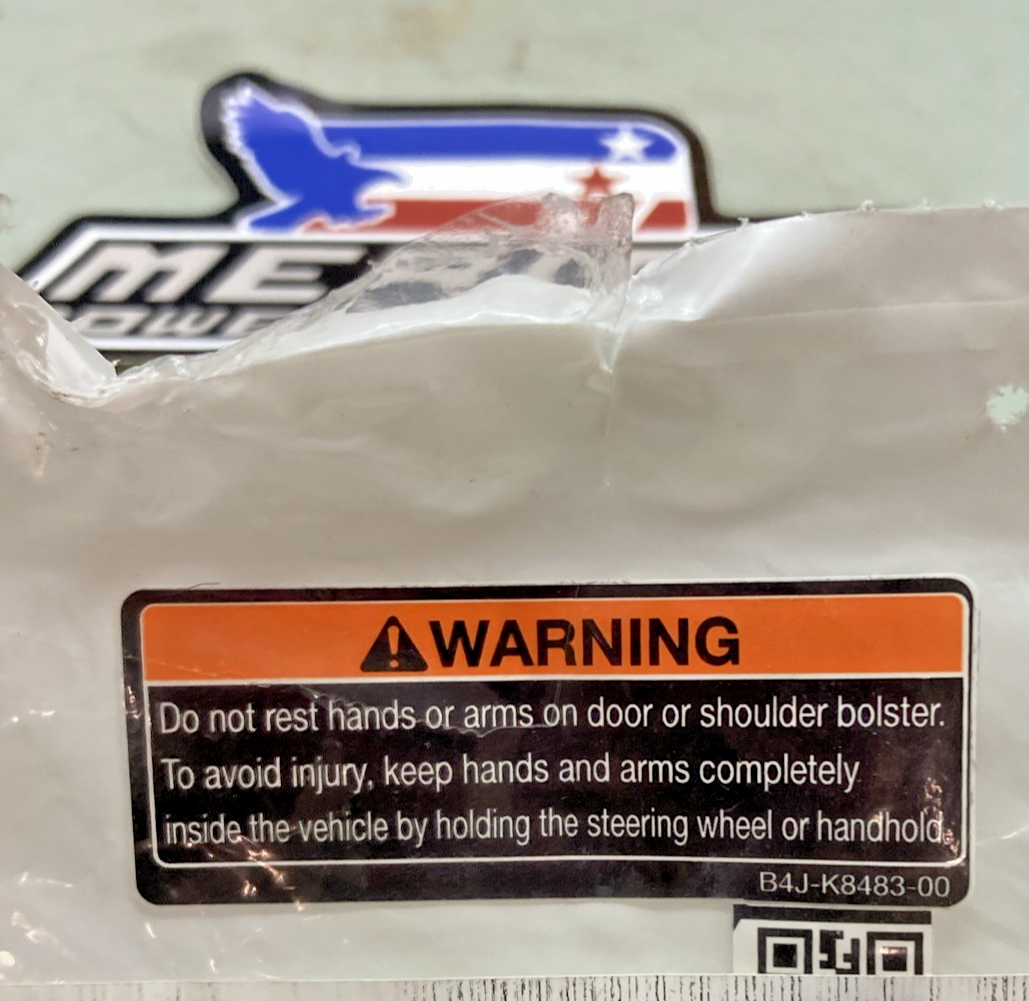 ME
OWE
WARNING
Do not rest hands or arms on door or shoulder bolster.
To avoid injury, keep hands and arms completely
inside the vehicle by holding the steering wheel or handhold.
B4J-K8483-00